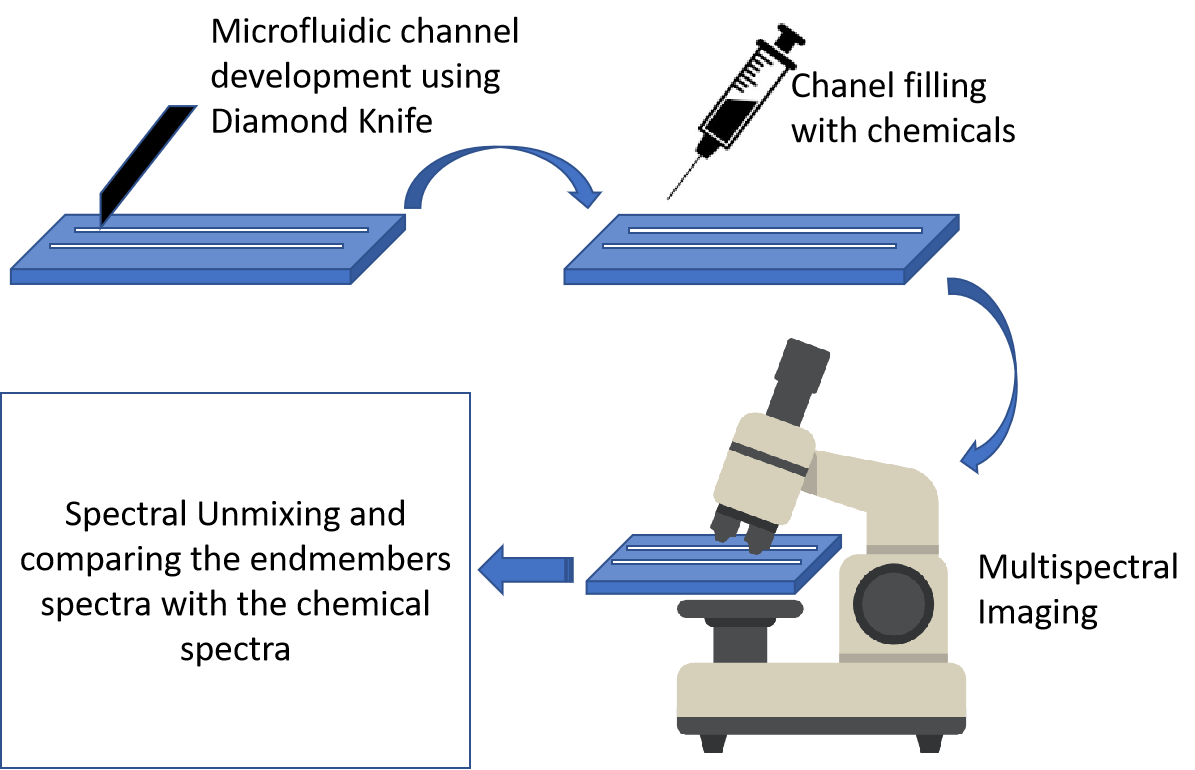 Microfluidic channel
development using
Diamond Knife
Chanel filling
with chemicals
Multispectral
Imaging
Spectral Unmixing and
comparing the endmembers
spectra with the chemical
spectra